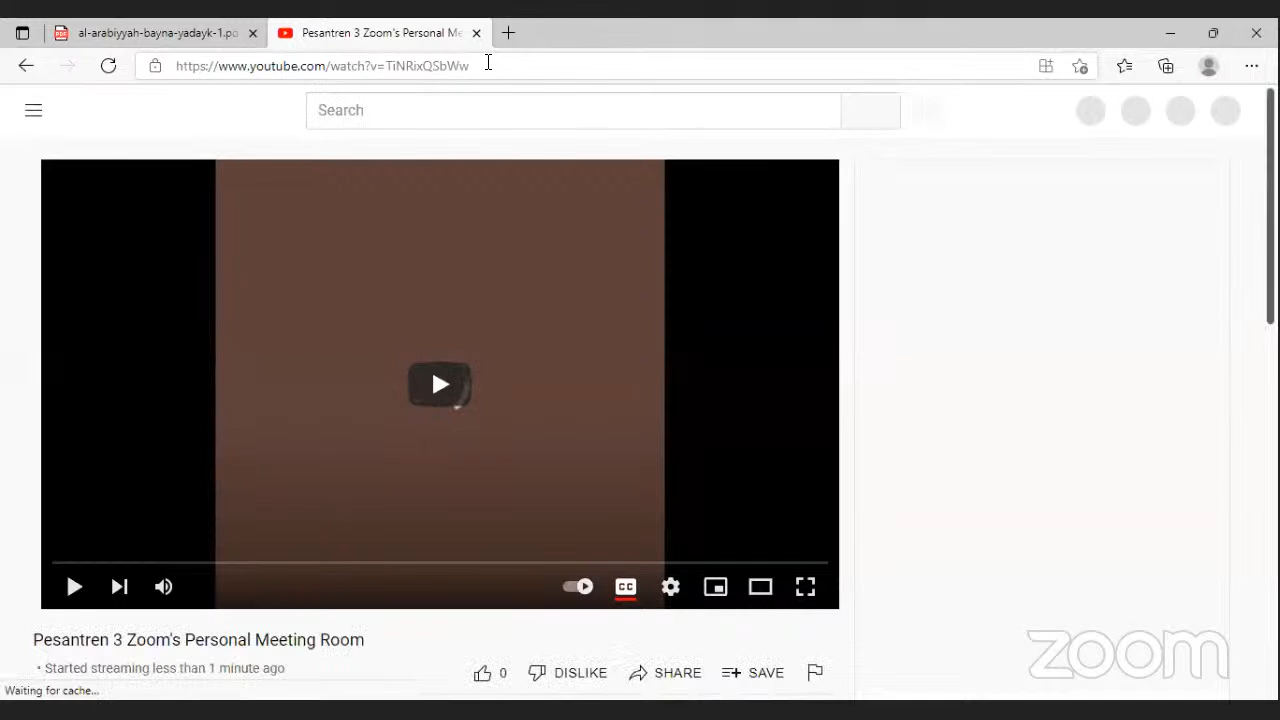 al-arabiyyah-bayna-yadayk-1.po
Pesantren 3 Zoom's Personal Me
https://www.youtube.com/watch?v=TiNRixQSbWw
Search
CC
Pesantren 3 Zoom's Personal Meeting Room
• Started streaming less than 1 minute ago
0
DISLIKE
SHARE
SAVE
Waiting for cache...
zoom